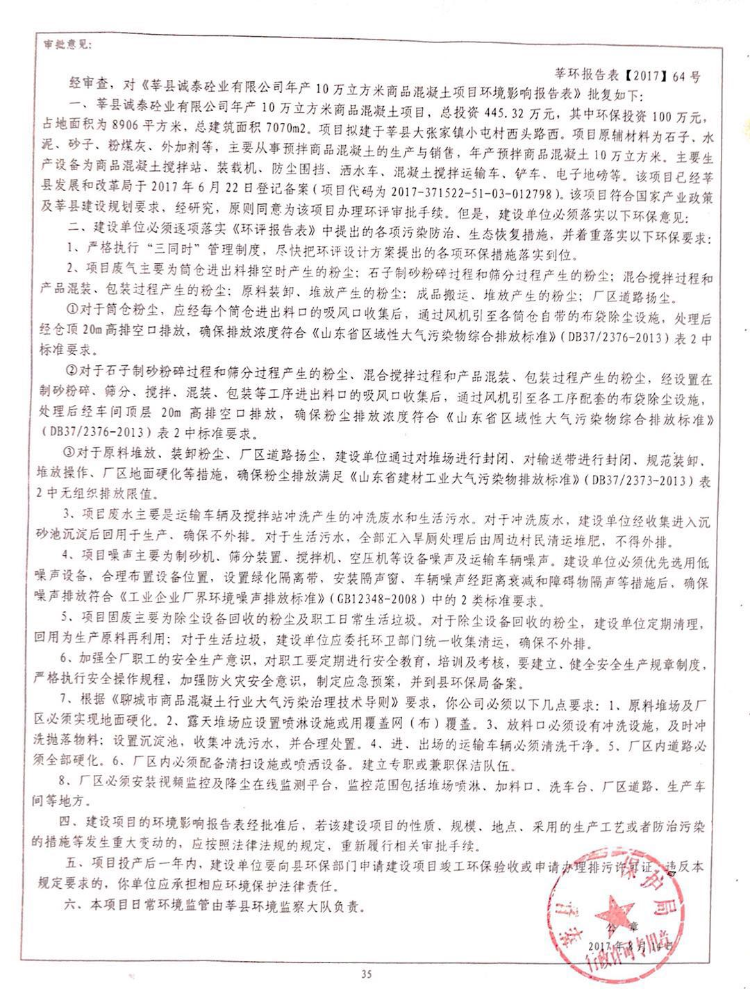 审批意见：
莘环报告表【2017】64号
经审查，对《莘县诚泰砼业有限公司年产10万立方米商品混凝土项目环境影响报告表》批复如下：
一、莘县诚泰砼业有限公司年产10万立方米商品混凝土项目，总投资445.32万元，其中环保投资100万元，
占地面积为8906平方米，总建筑面积7070m2。项目拟建于莘县大张家镇小屯村西头路西。项目原辅材料为石子、水
泥、砂子、粉煤灰、外加剂等，主要从事预拌商品混凝土的生产与销售，年产预拌商品混凝土10万立方米。主要生
产设备为商品混凝土搅拌站、装载机、防尘围挡、洒水车、混凝土搅拌运输车、铲车、电子地磅等。该项目已经莘
县发展和改革局于2017年6月22日登记备案（项目代码为2017-371522-51-03-012798）。该项目符合国家产业政策
及莘县建设规划要求，经研究，原则同意为该项目办理环评审批手续。但是，建设单位必须落实以下环保意见：
二、建设单位必须逐项落实《环评报告表》中提出的各项污染防治、生态恢复措施，并着重落实以下环保要求：
1、严格执行“三同时”管理制度，尽快把环评设计方案提出的各项环保措施落实到位。
2、项目废气主要为筒仓进出料排空时产生的粉尘；石子制砂粉碎过程和筛分过程产生的粉尘；混合搅拌过程和
产品混装、包装过程产生的粉尘；原料装卸、堆放产生的粉尘；成品搬运、堆放产生的粉尘；厂区道路扬尘。
①对于筒仓粉尘，应经每个筒仓进出料口的吸风口收集后，通过风机引至各筒仓自带的布袋除尘设施，处理后
经仓顶20m高排空口排放，确保排放浓度符合《山东省区域性大气污染物综合排放标准》（DB37/2376-2013）表2中
标准要求。
②对于石子制砂粉碎过程和筛分过程产生的粉尘、混合搅拌过程和产品混装、包装过程产生的粉尘，经设置在
制砂粉碎、筛分、搅拌、混装、包装等工序进出料口的吸风口收集后，通过风机引至各工序配套的布袋除尘设施，
处理后经车间顶层20m高排空口排放，确保粉尘排放浓度符合《山东省区域性大气污染物综合排放标准》
（DB37/2376-2013）表2中标准要求。
③对于原料堆放、装卸粉尘、厂区道路扬尘，建设单位通过对堆场进行封闭、对输送带进行封闭、规范装卸、
堆放操作、厂区地面硬化等措施，确保粉尘排放满足《山东省建材工业大气污染物排放标准》（DB37/2373-2013）表
2中无组织排放限值。
3、项目废水主要是运输车辆及搅拌站冲洗产生的冲洗废水和生活污水。对于冲洗废水，建设单位经收集进入沉
砂池沉淀后回用于生产，确保不外排。对于生活污水，全部汇入旱厕处理后由周边村民清运堆肥，不得外排。
4、项目噪声主要为制砂机、筛分装置、搅拌机、空压机等设备噪声及运输车辆噪声。建设单位必须优先选用低
噪声设备，合理布置设备位置，设置绿化隔离带，安装隔声窗、车辆噪声经距离衰减和障碍物隔声等措施后，确保
噪声排放符合《工业企业厂界环境噪声排放标准》（GB12348-2008）中的2类标准要求。
5、项目固废主要为除尘设备回收的粉尘及职工日常生活垃圾。对于除尘设备回收的粉尘，建设单位定期清理，
回用为生产原料再利用；对于生活垃圾，建设单位应委托环卫部门统一收集清运，确保不外排。
6、加强全厂职工的安全生产意识，对职工要定期进行安全教育，培训及考核，要建立、健全安全生产规章制度，
严格执行安全操作规程，加强防火灾安全意识，制定应急预案，并到县环保局备案。
7、根据《聊城市商品混凝土行业大气污染治理技术导则》要求，你公司必须以下几点要求：1、原料堆场及厂
区必须实现地面硬化。2、露天堆场应设置喷淋设施或用覆盖网（布）覆盖。3、放料口必须设有冲洗设施，及时冲
洗抛落物料；设置沉淀池，收集冲洗污水，并合理处置。4、进、出场的运输车辆必须清洗干净。5、厂区内道路必
须全部硬化。6、厂区内必须配备清扫设施或喷洒设备。建立专职或兼职保洁队伍。
8、厂区必须安装视频监控及降尘在线监测平台，监控范围包括堆场喷淋、加料口、洗车台、厂区道路、生产车
间等地方。
四、建设项目的环境影响报告表经批准后，若该建设项目的性质、规模、地点、采用的生产工艺或者防治污染
的措施等发生重大变动的，应按照法律法规的规定，重新履行相关审批手续。
五、项目投产后一年内，建设单位要向县环保部门申请建设项目竣工环保验收或申请办理排污许可证，违反本
规定要求的，你单位应承担相应环境保护法律责任。
六、本项目日常环境监管由莘县环境监察大队负责。
保护局
公 章
2017年8月1日
行政许可专用章
35